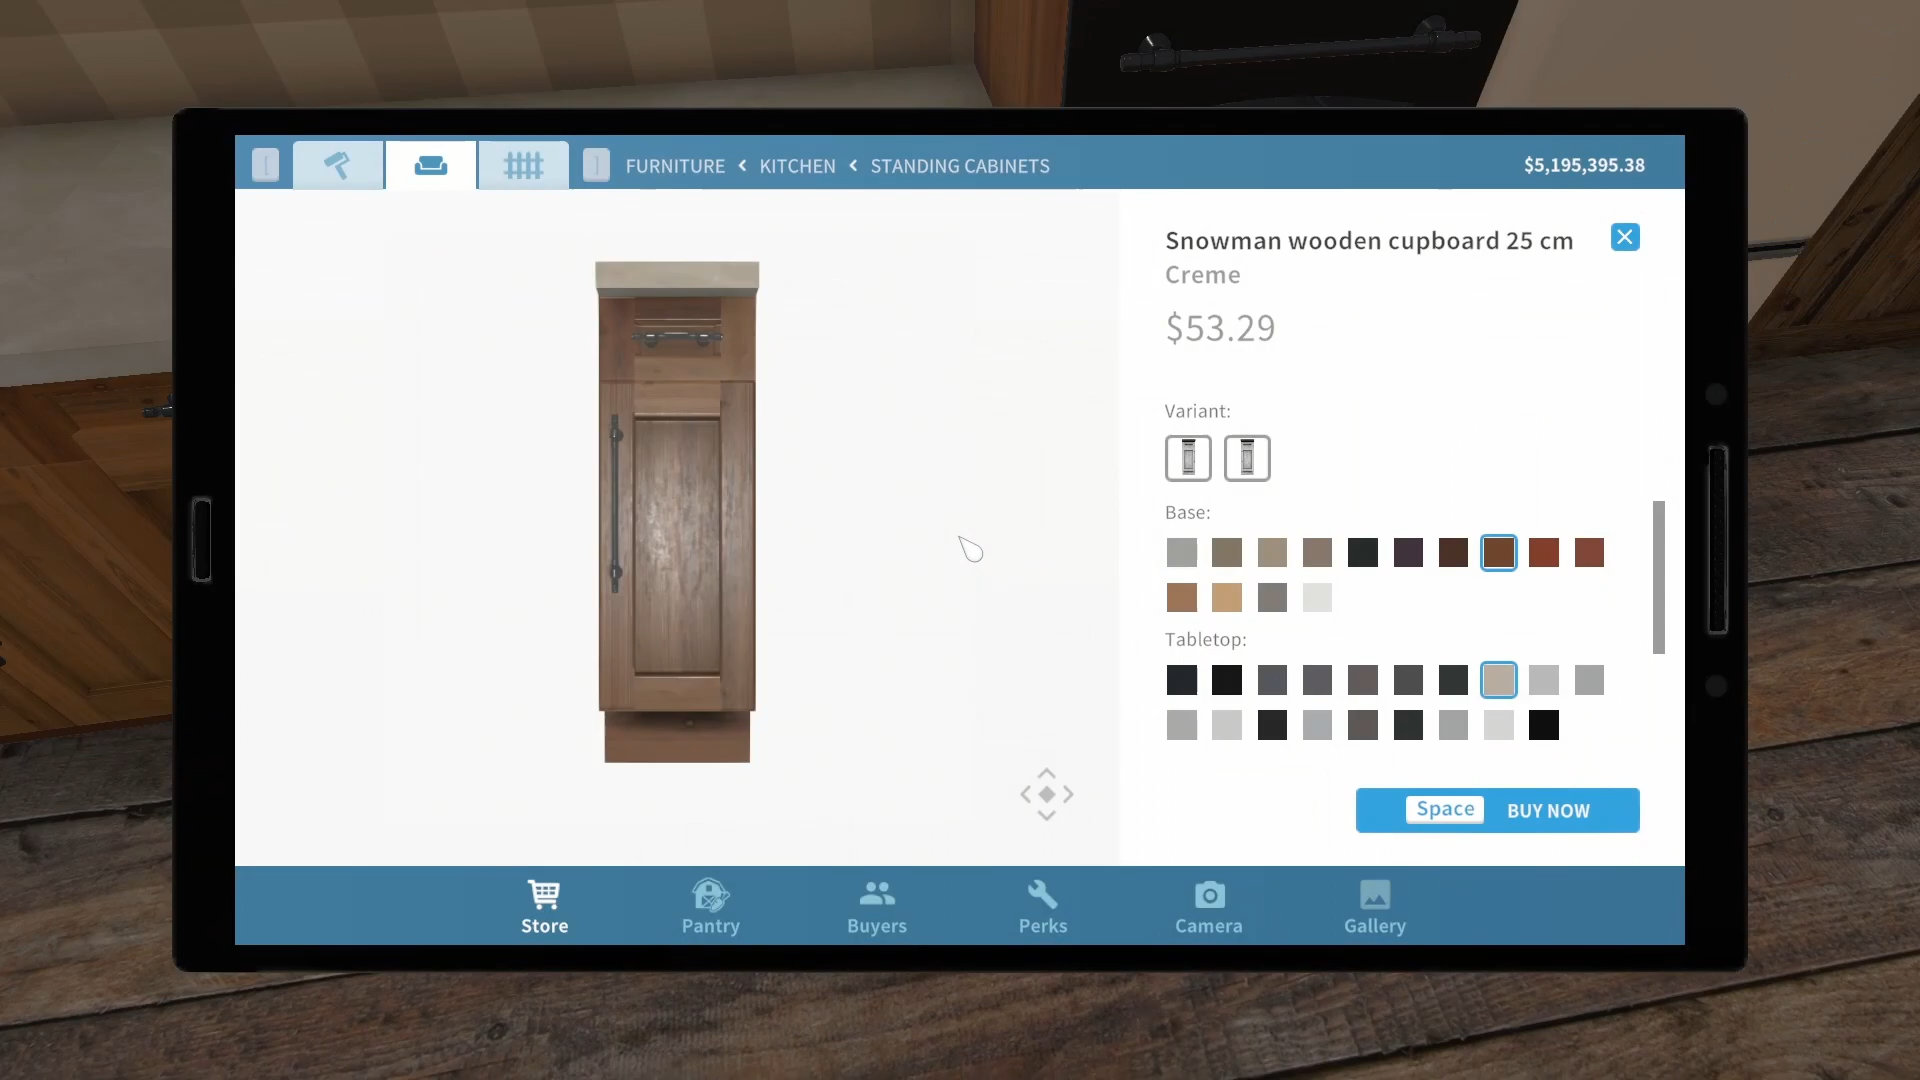 [
]
FURNITURE < KITCHEN < STANDING CABINETS
$5,195,395.38
Snowman wooden cupboard 25 cm
Creme
$53.29
Variant:
Base:
Tabletop:
Space BUY NOW
Store Pantry Buyers Perks Camera Gallery